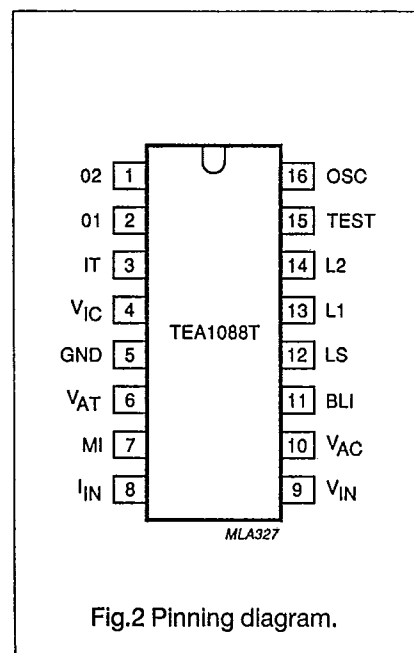 02 1 16 OSC
01 2 15 TEST
IT 3 14 L2
VIC 4 13 L1
TEA1088T
GND 5 12 LS
VAT 6 11 BLI
MI 7 10 VAC
IIN 8 9 VIN
MLA327
Fig.2 Pinning diagram.